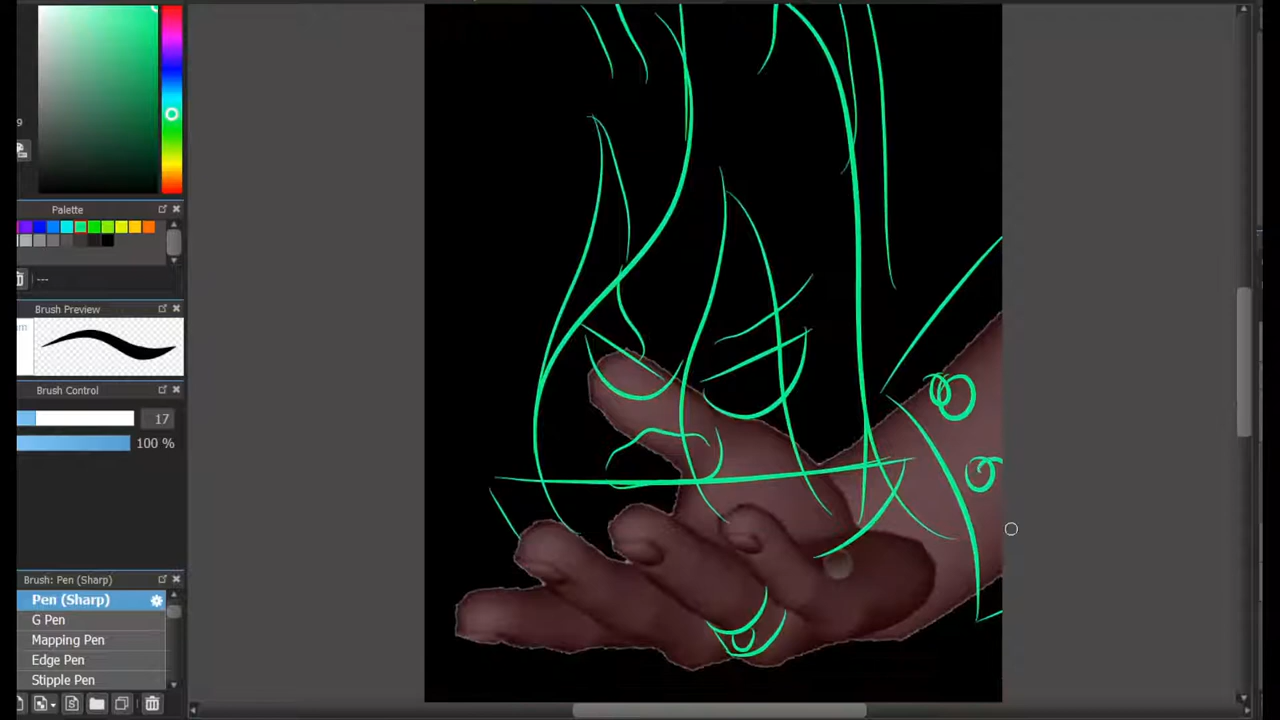 9
Palette
---
Brush Preview
m
Brush Control
17
100 %
Brush: Pen (Sharp)
Pen (Sharp)
G Pen
Mapping Pen
Edge Pen
Stipple Pen